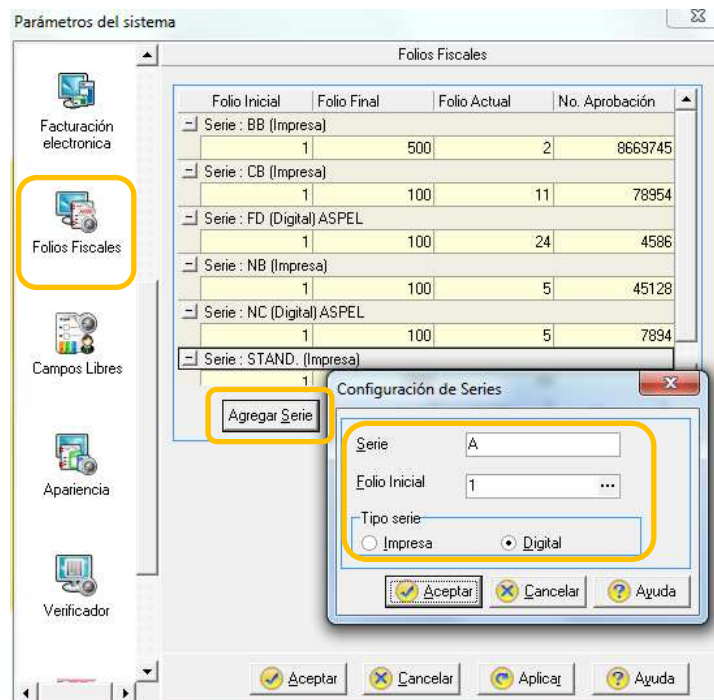 Parámetros del sistema
Facturación
electronica
Folios Fiscales
Campos Libres
Apariencia
Verificador
Folios Fiscales
Folio Inicial Folio Final Folio Actual No. Aprobación
Serie : BB (Impresa)
1 500 2 8669745
Serie : CB (Impresa)
1 100 11 78954
Serie : FD (Digital) ASPEL
1 100 24 4586
Serie : NB (Impresa)
1 100 5 45128
Serie : NC (Digital) ASPEL
1 100 5 7894
Serie : STAND. (Impresa)
1
Agregar Serie
Configuración de Series
Serie A
Folio Inicial 1 ...
Tipo serie
Impresa Digital
Aceptar Cancelar Ayuda
Aceptar Cancelar Aplicar Ayuda